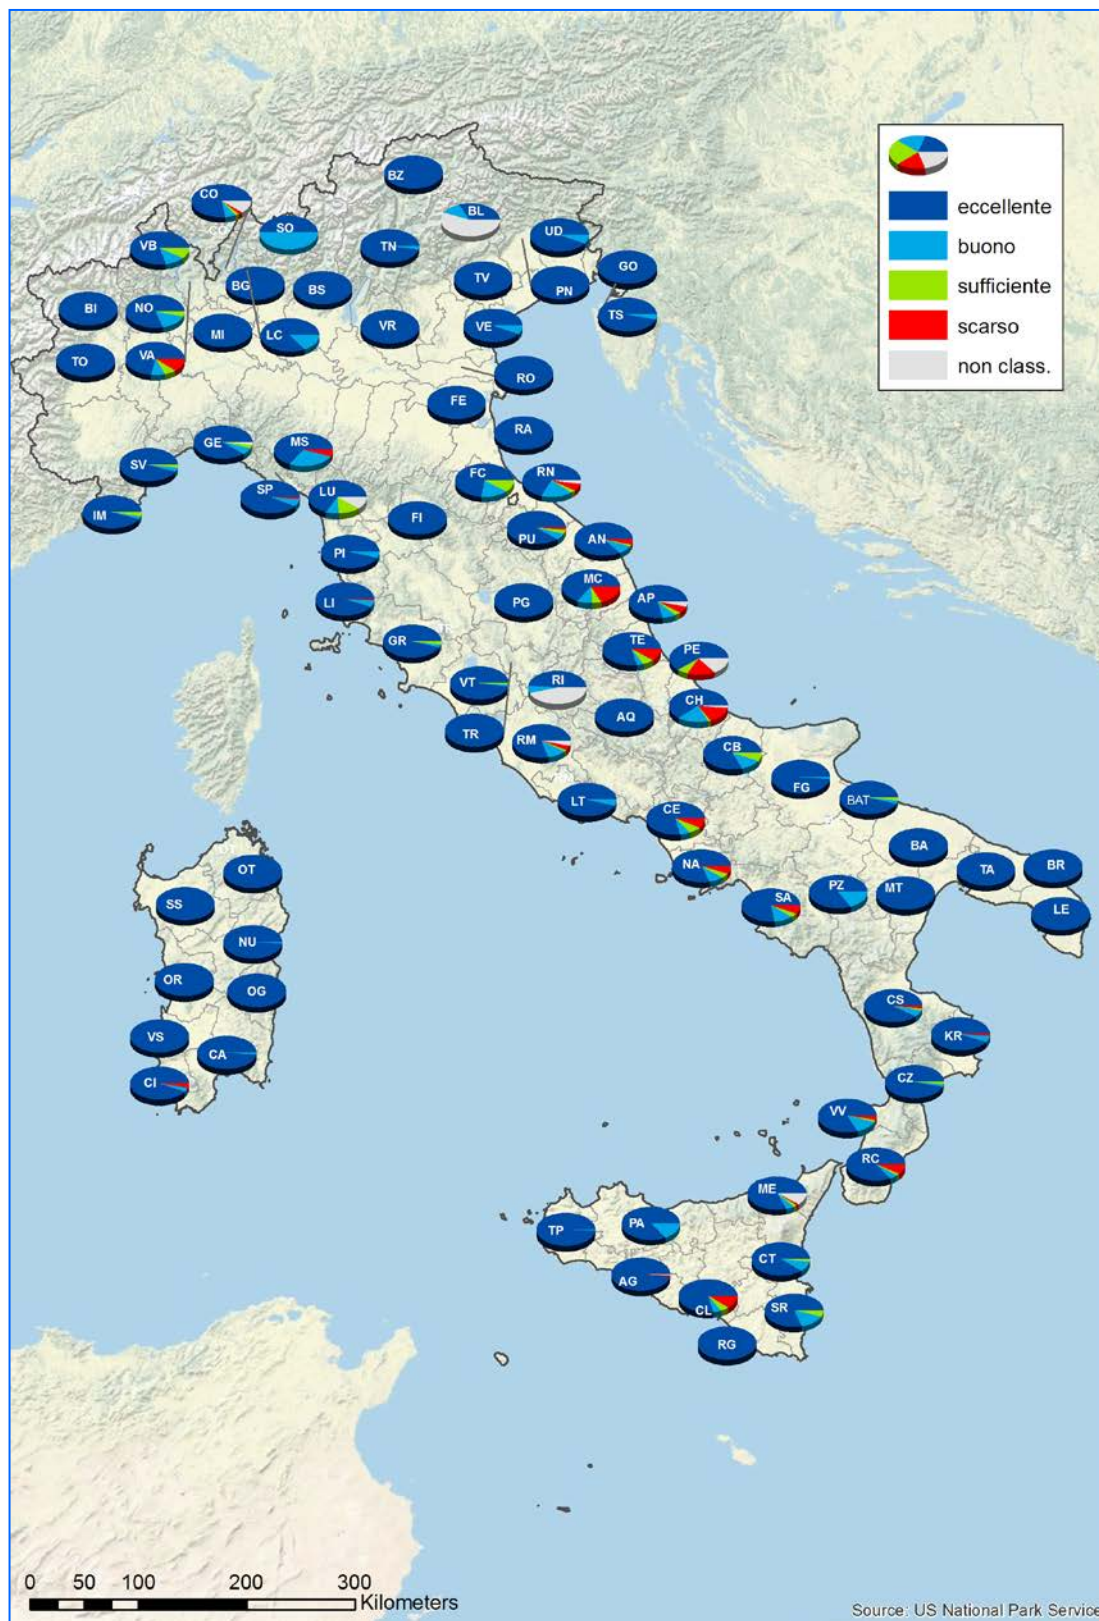 eccellente
buono
sufficiente
scarso
non class.
BZ
CO
BL
SO
UD
VB
TN
GO
BG
BS
TV
PN
BI
NO
MI
LC
VR
VE
TS
TO
VA
RO
FE
RA
GE
MS
SV
FC
RN
SP
LU
IM
FI
PU
AN
PI
MC
LI
PG
AP
GR
TE
PE
VT
RI
CH
TR
AQ
RM
CB
FG
LT
BAT
CE
BA
NA
TA
BR
OT
PZ
MT
SS
SA
LE
NU
OR
OG
CS
VS
CA
KR
CI
CZ
VV
RC
ME
TP
PA
CT
AG
CL
SR
RG
0 50 100 200 300
Kilometers
Source: US National Park Service